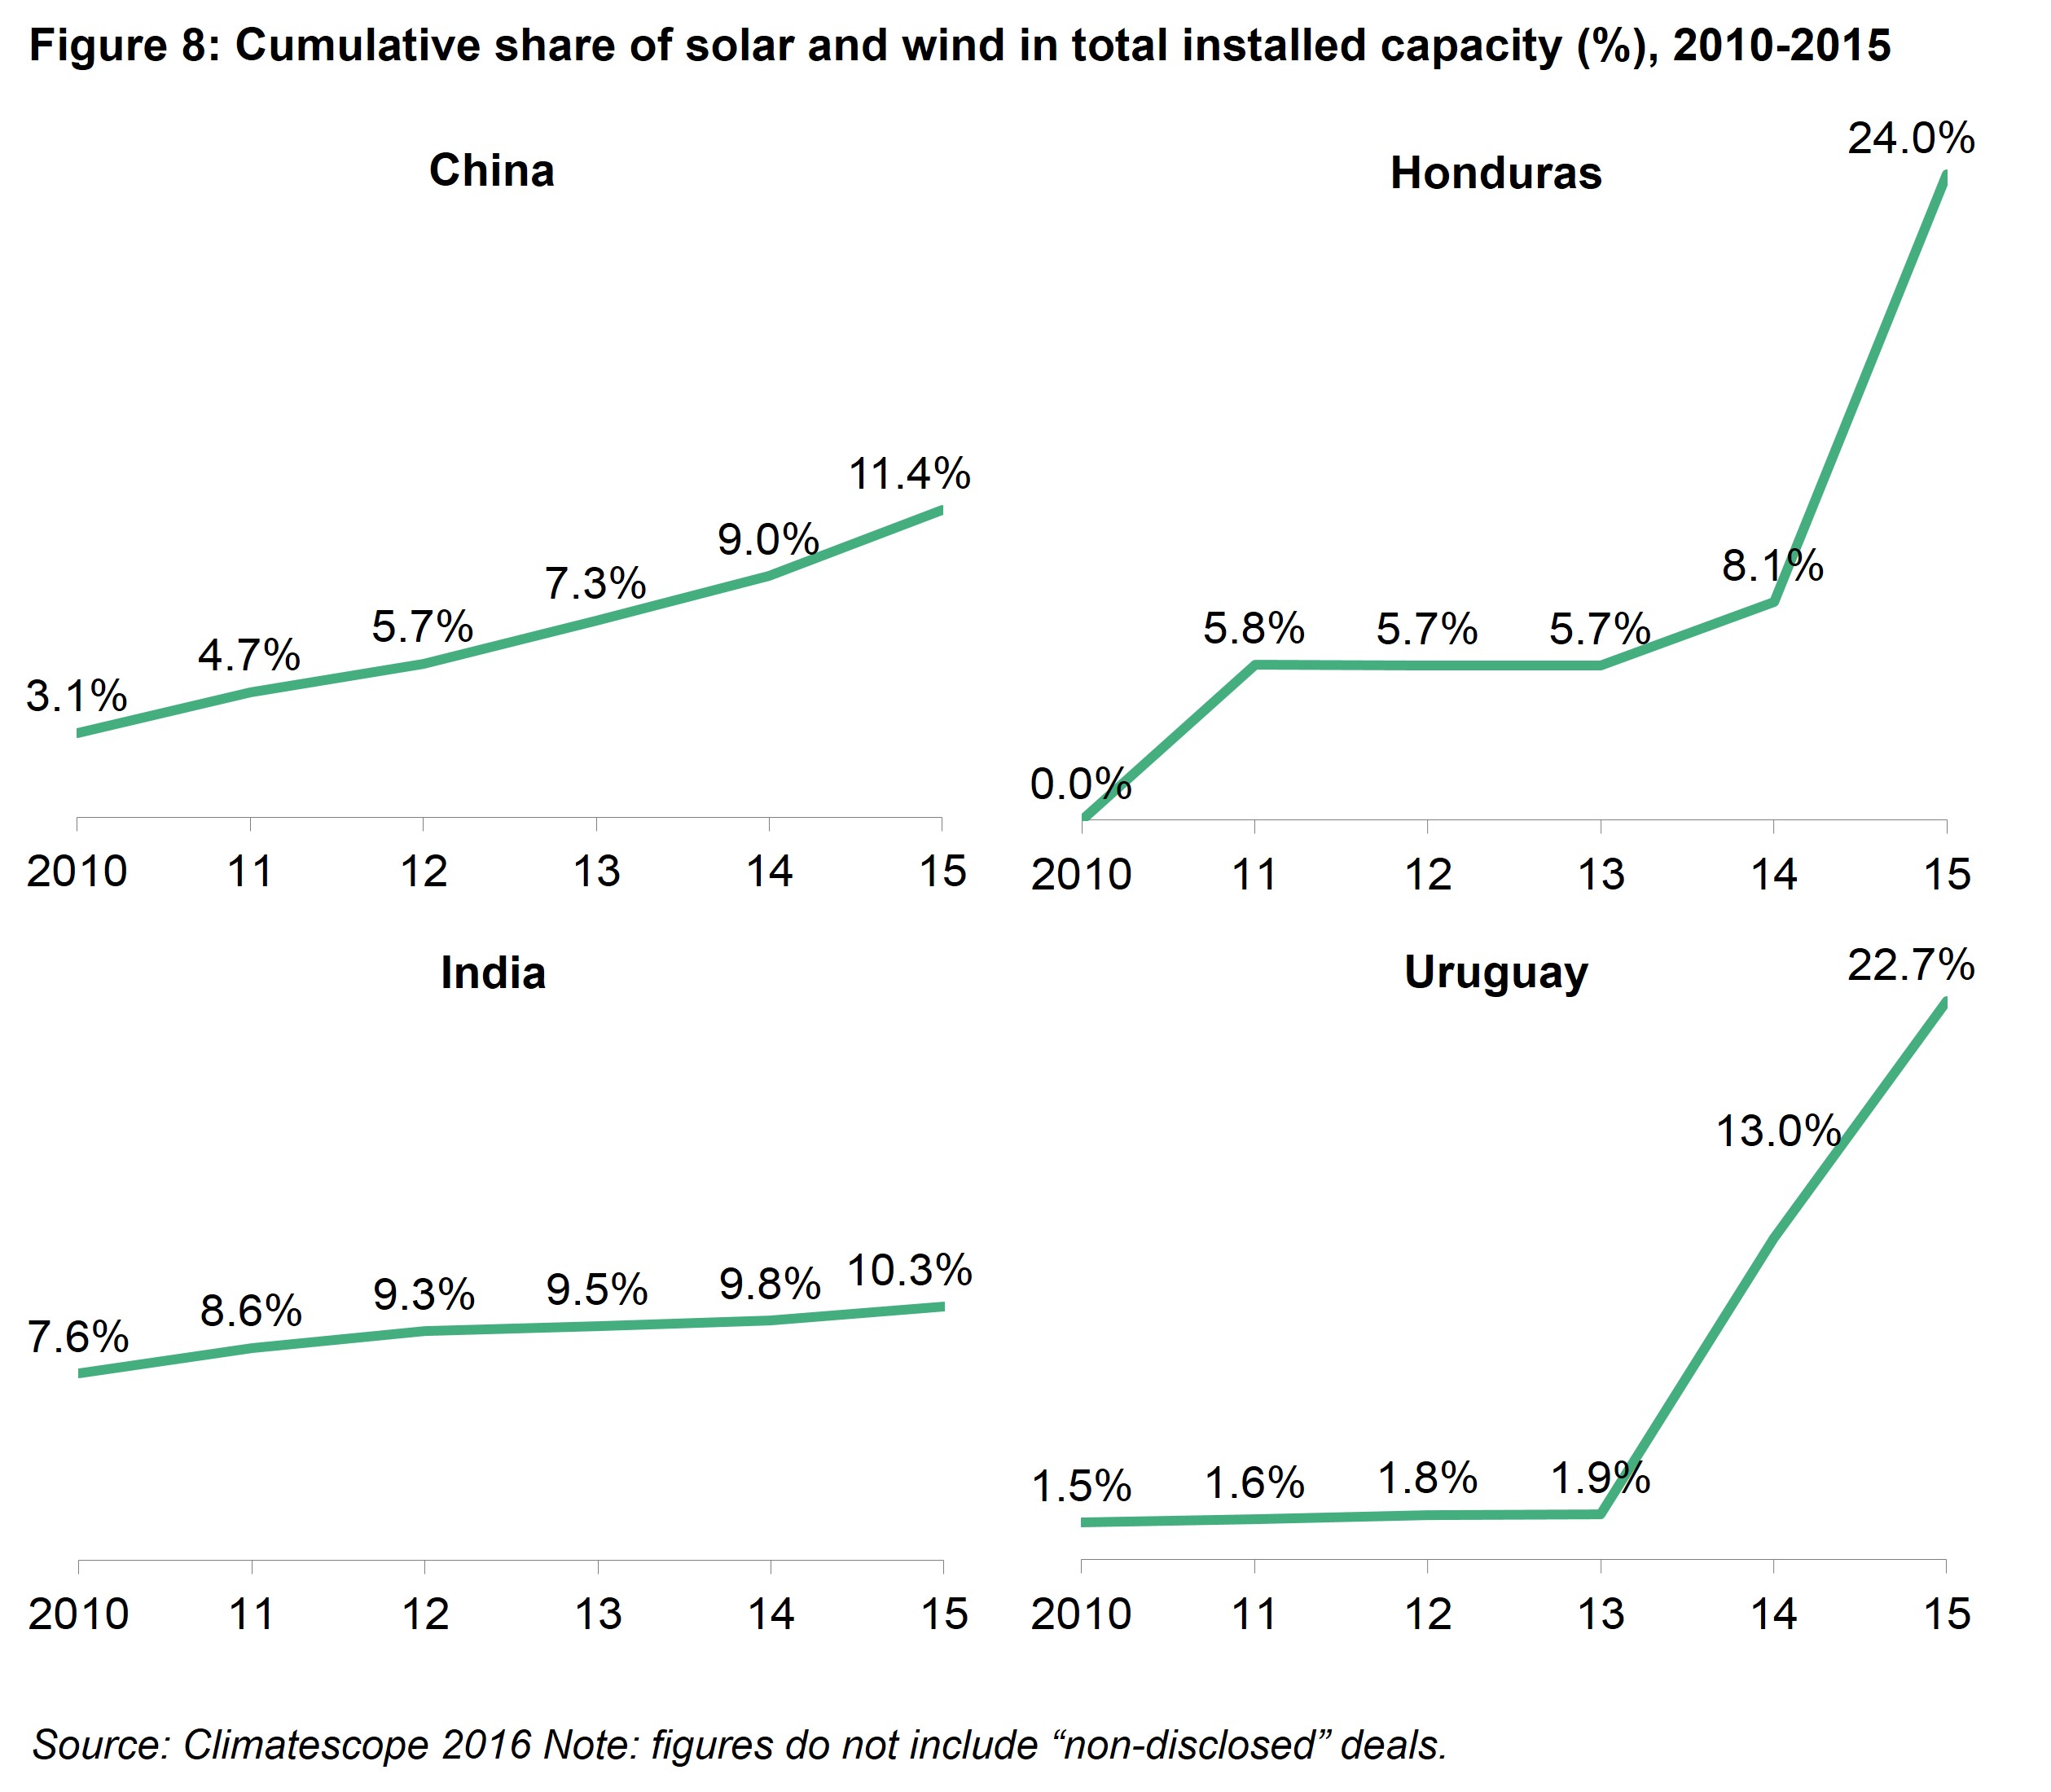 Figure 8: Cumulative share of solar and wind in total installed capacity (%), 2010-2015
China
3.1%
4.7%
5.7%
7.3%
9.0%
11.4%
2010 11 12 13 14 15
Honduras
0.0%
5.8%
5.7%
5.7%
8.1%
24.0%
2010 11 12 13 14 15
India
7.6%
8.6%
9.3%
9.5%
9.8%
10.3%
2010 11 12 13 14 15
Uruguay
1.5%
1.6%
1.8%
1.9%
13.0%
22.7%
2010 11 12 13 14 15
Source: Climatescope 2016 Note: figures do not include “non-disclosed” deals.